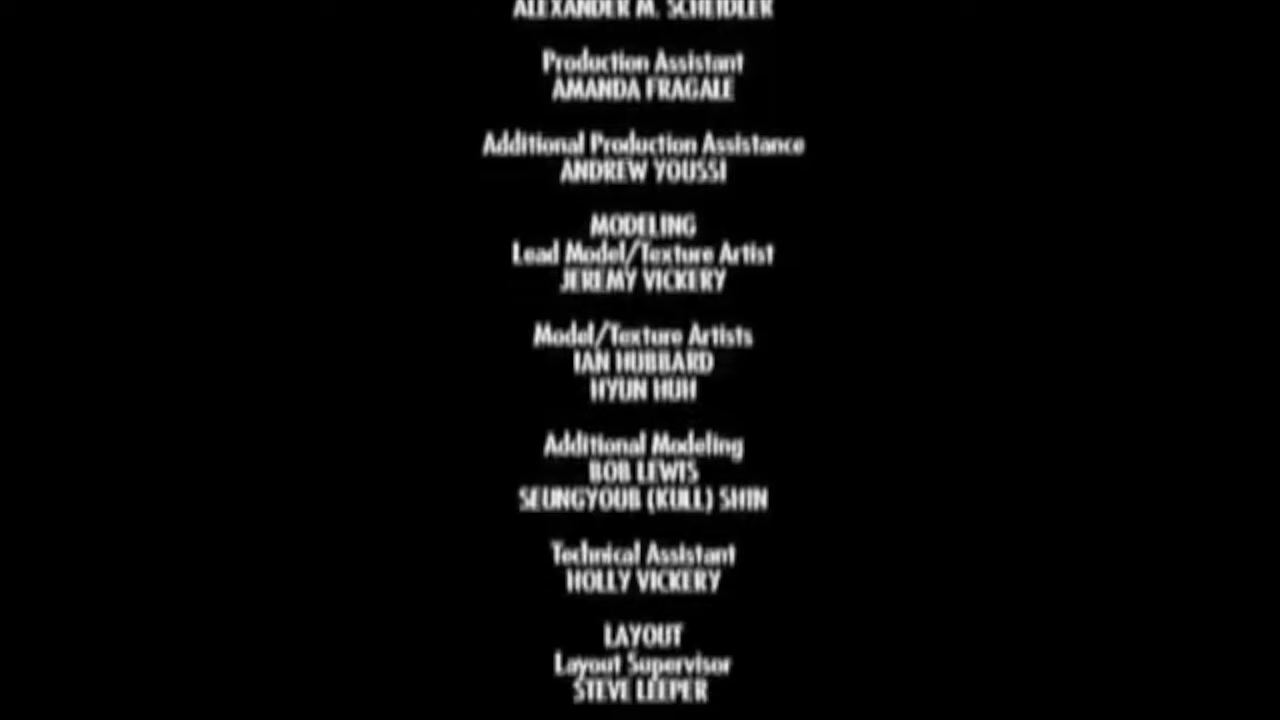 ALEXANDER M. SCHEIDLER
Production Assistant
AMANDA FRAGALE
Additional Production Assistance
ANDREW YOUSSI
MODELING
Lead Model/Texture Artist
JEREMY VICKERY
Model/Texture Artists
IAN HUBBARD
HYUN HUH
Additional Modeling
BOB LEWIS
SEUNGYOUB (KULL) SHIN
Technical Assistant
HOLLY VICKERY
LAYOUT
Layout Supervisor
STEVE LEEPER